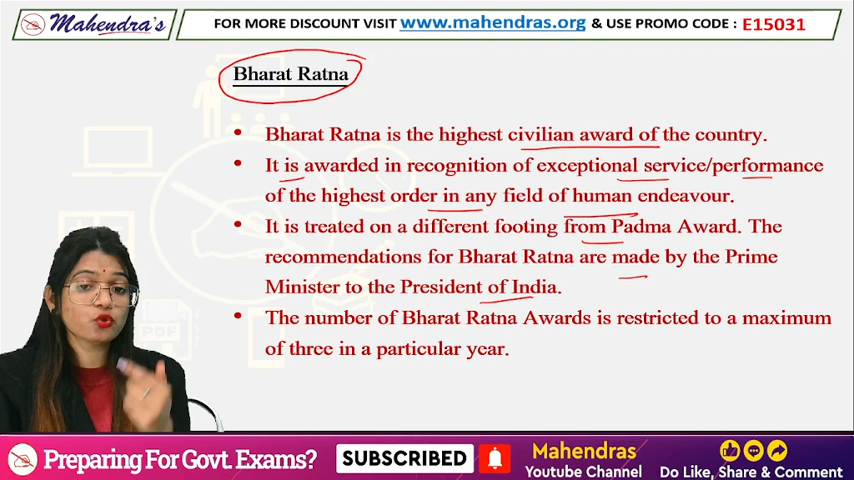 Mahendra's
FOR MORE DISCOUNT VISIT www.mahendras.org & USE PROMO CODE : E15031
Bharat Ratna
• Bharat Ratna is the highest civilian award of the country.
• It is awarded in recognition of exceptional service/performance
of the highest order in any field of human endeavour.
• It is treated on a different footing from Padma Award. The
recommendations for Bharat Ratna are made by the Prime
Minister to the President of India.
• The number of Bharat Ratna Awards is restricted to a maximum
of three in a particular year.
PDF
Preparing For Govt. Exams?
SUBSCRIBED
Mahendras
Youtube Channel
Do Like, Share & Comment